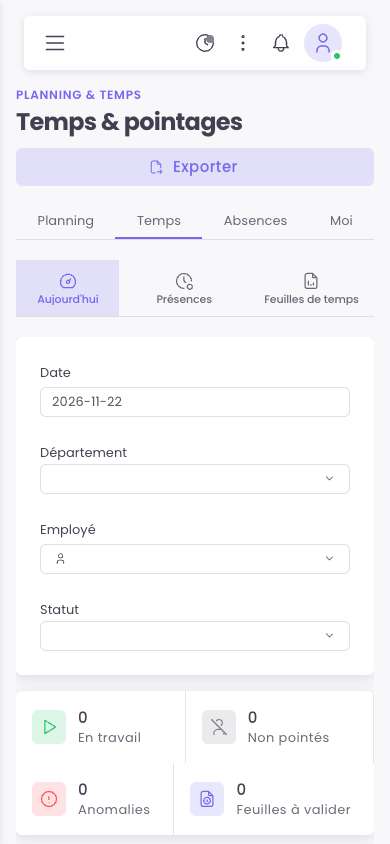 PLANNING & TEMPS
Temps & pointages
Exporter
Planning Temps Absences Moi
Aujourd'hui Présences Feuilles de temps
Date
2026-11-22
Département
Employé
Statut
0 0
En travail Non pointés
0 0
Anomalies Feuilles à valider